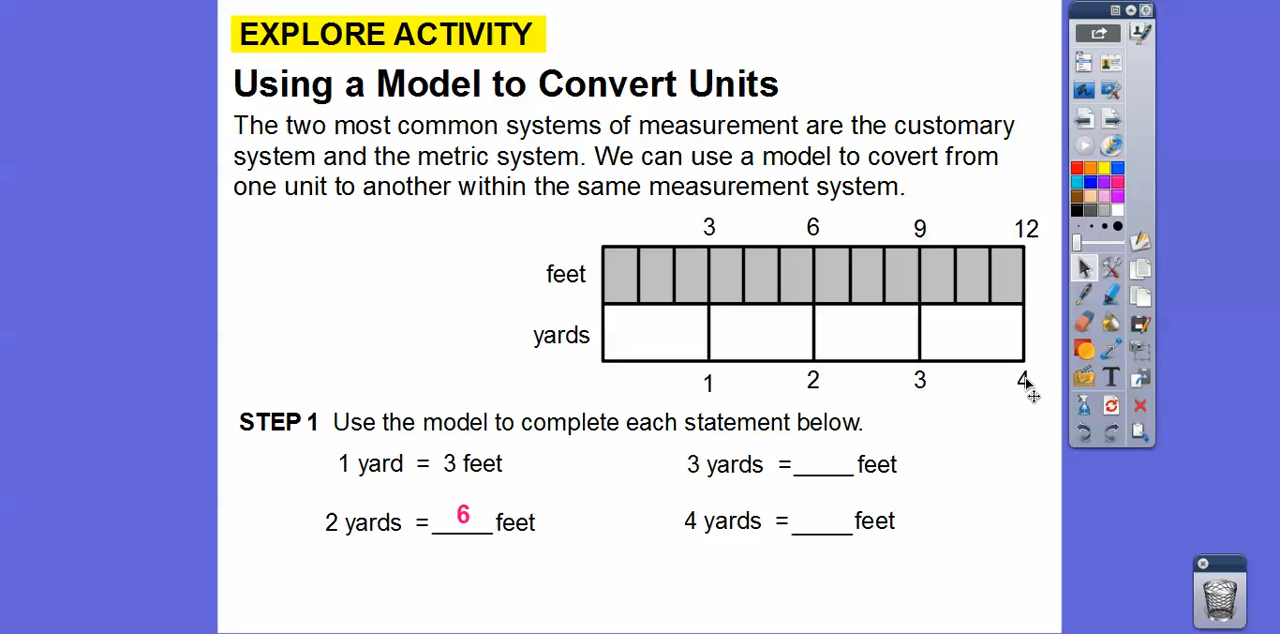 EXPLORE ACTIVITY
Using a Model to Convert Units
The two most common systems of measurement are the customary
system and the metric system. We can use a model to covert from
one unit to another within the same measurement system.
3 6 9 12
feet
yards
1 2 3 4
STEP 1 Use the model to complete each statement below.
1 yard = 3 feet 3 yards =_____ feet
2 yards =__6__ feet 4 yards =_____ feet
T